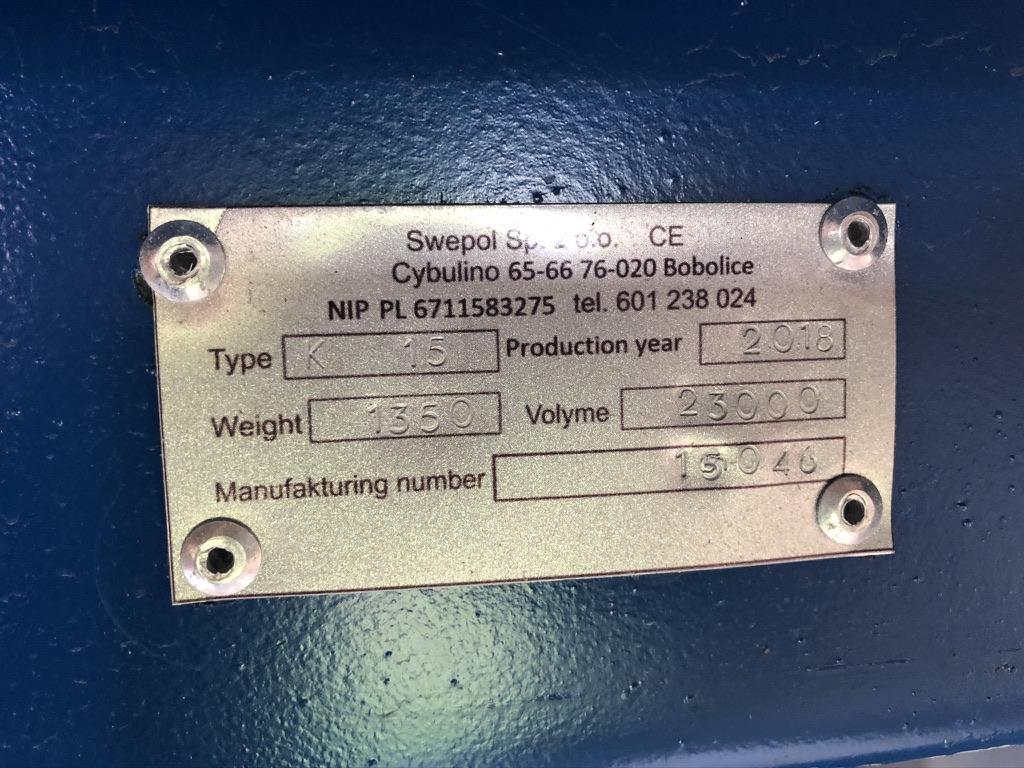 Swepol Sp. z o.o. CE
Cybulino 65-66 76-020 Bobolice
NIP PL 6711583275 tel. 601 238 024
Type K 15 Production year 2018
Weight 1350 Volyme 23000
Manufakturing number 15046